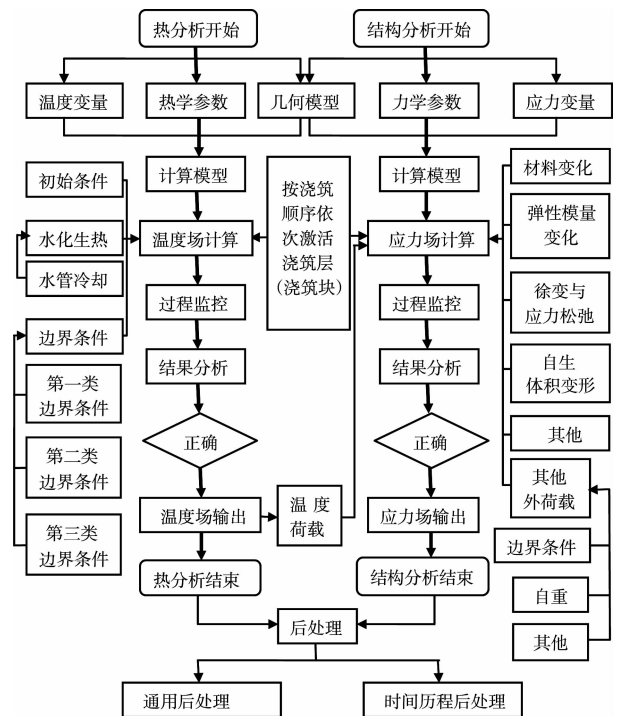 热分析开始
结构分析开始
温度变量
热学参数
几何模型
力学参数
应力变量
初始条件
水化生热
水管冷却
边界条件
第一类
边界条件
第二类
边界条件
第三类
边界条件
计算模型
温度场计算
过程监控
结果分析
正确
温度场输出
热分析结束
按浇筑
顺序依
次激活
浇筑层
(浇筑块)
温 度
荷载
计算模型
应力场计算
过程监控
结果分析
正确
应力场输出
结构分析结束
材料变化
弹性模量
变化
徐变与
应力松弛
自生
体积变形
其他
其他
外荷载
边界条件
自重
其他
后处理
通用后处理
时间历程后处理